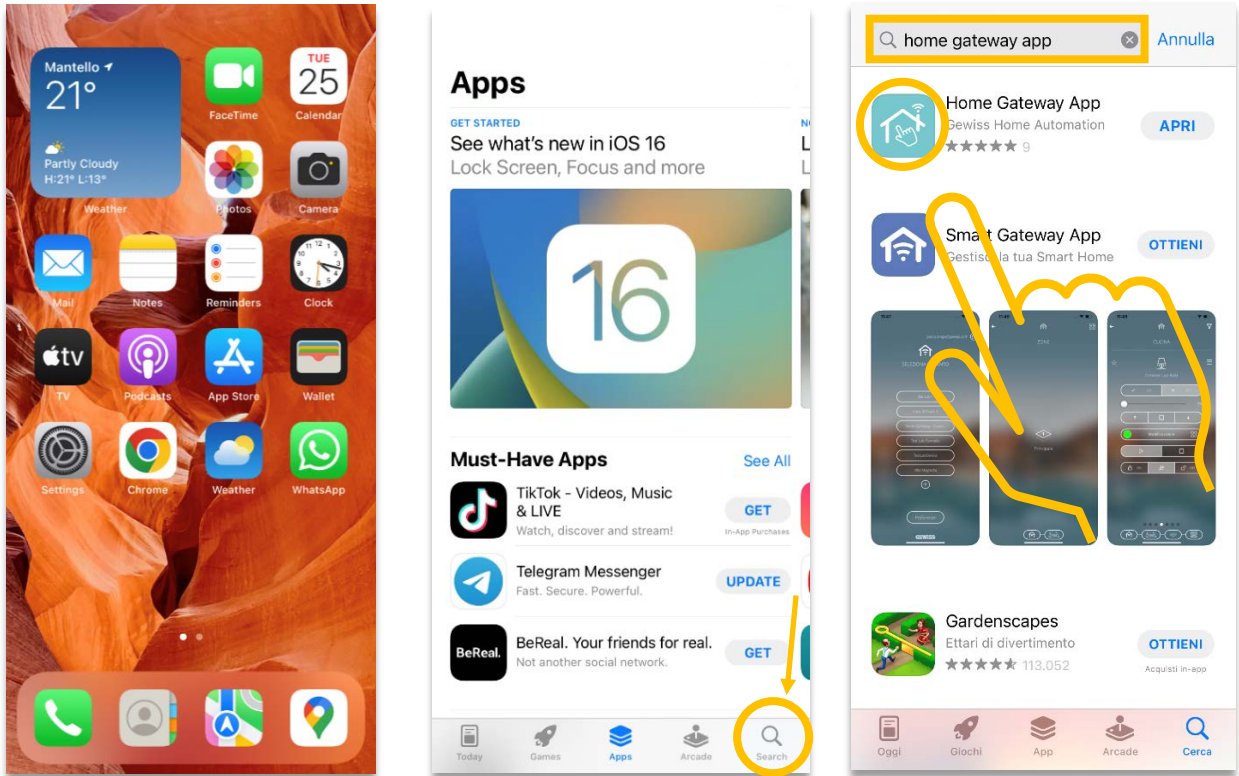 Mantello
21°
Partly Cloudy
H:21° L:13°
Weather
FaceTime
TUE
25
Calendar
Photos
Camera
Mail
Notes
Reminders
Clock
tv
TV
Podcasts
App Store
Wallet
Settings
Chrome
Weather
WhatsApp
Apps
GET STARTED
See what's new in iOS 16
Lock Screen, Focus and more
16
Must-Have Apps
See All
TikTok - Videos, Music
& LIVE
Watch, discover and stream!
GET
In-App Purchases
Telegram Messenger
Fast. Secure. Powerful.
UPDATE
BeReal.
BeReal. Your friends for real.
Not another social network.
GET
Today
Games
Apps
Arcade
Search
home gateway app
Annulla
Home Gateway App
Gewiss Home Automation
9
APRI
Smart Gateway App
Gestisci la tua Smart Home
OTTIENI
ZONE
CUCINA
GEWISS
Gardenscapes
Ettari di divertimento
113.052
OTTIENI
Acquisti in-app
Oggi
Giochi
App
Arcade
Cerca